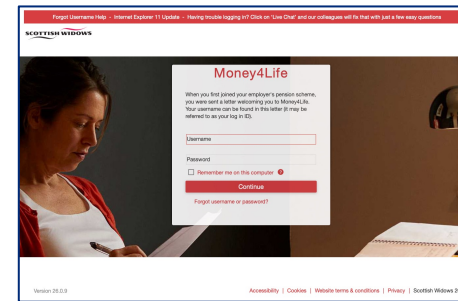 Forgot Username Help - Internet Explorer 11 Update - Having trouble logging in? Click on 'Live Chat' and our colleagues will fix that with just a few easy questions
SCOTTISH WIDOWS
Money4Life
When you first joined your employer's pension scheme,
you were sent a letter welcoming you to Money4Life.
Your username can be found in this letter (it may be
referred to as your log in ID).
Username
Password
Remember me on this computer ?
Continue
Forgot username or password?
Version 26.0.9
Accessibility | Cookies | Website terms & conditions | Privacy | Scottish Widows 2